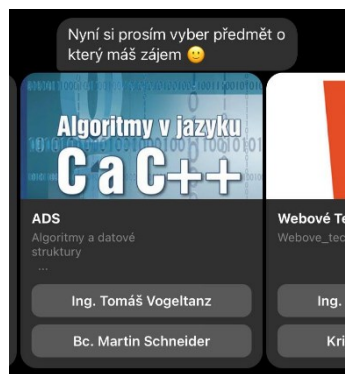 Nyní si prosím vyber předmět o
který máš zájem 🙂
Algoritmy v jazyku
C a C++
ADS
Algoritmy a datové
struktury
...
Ing. Tomáš Vogeltanz
Bc. Martin Schneider
Webové Te
Webove_tec
Ing.
Kri